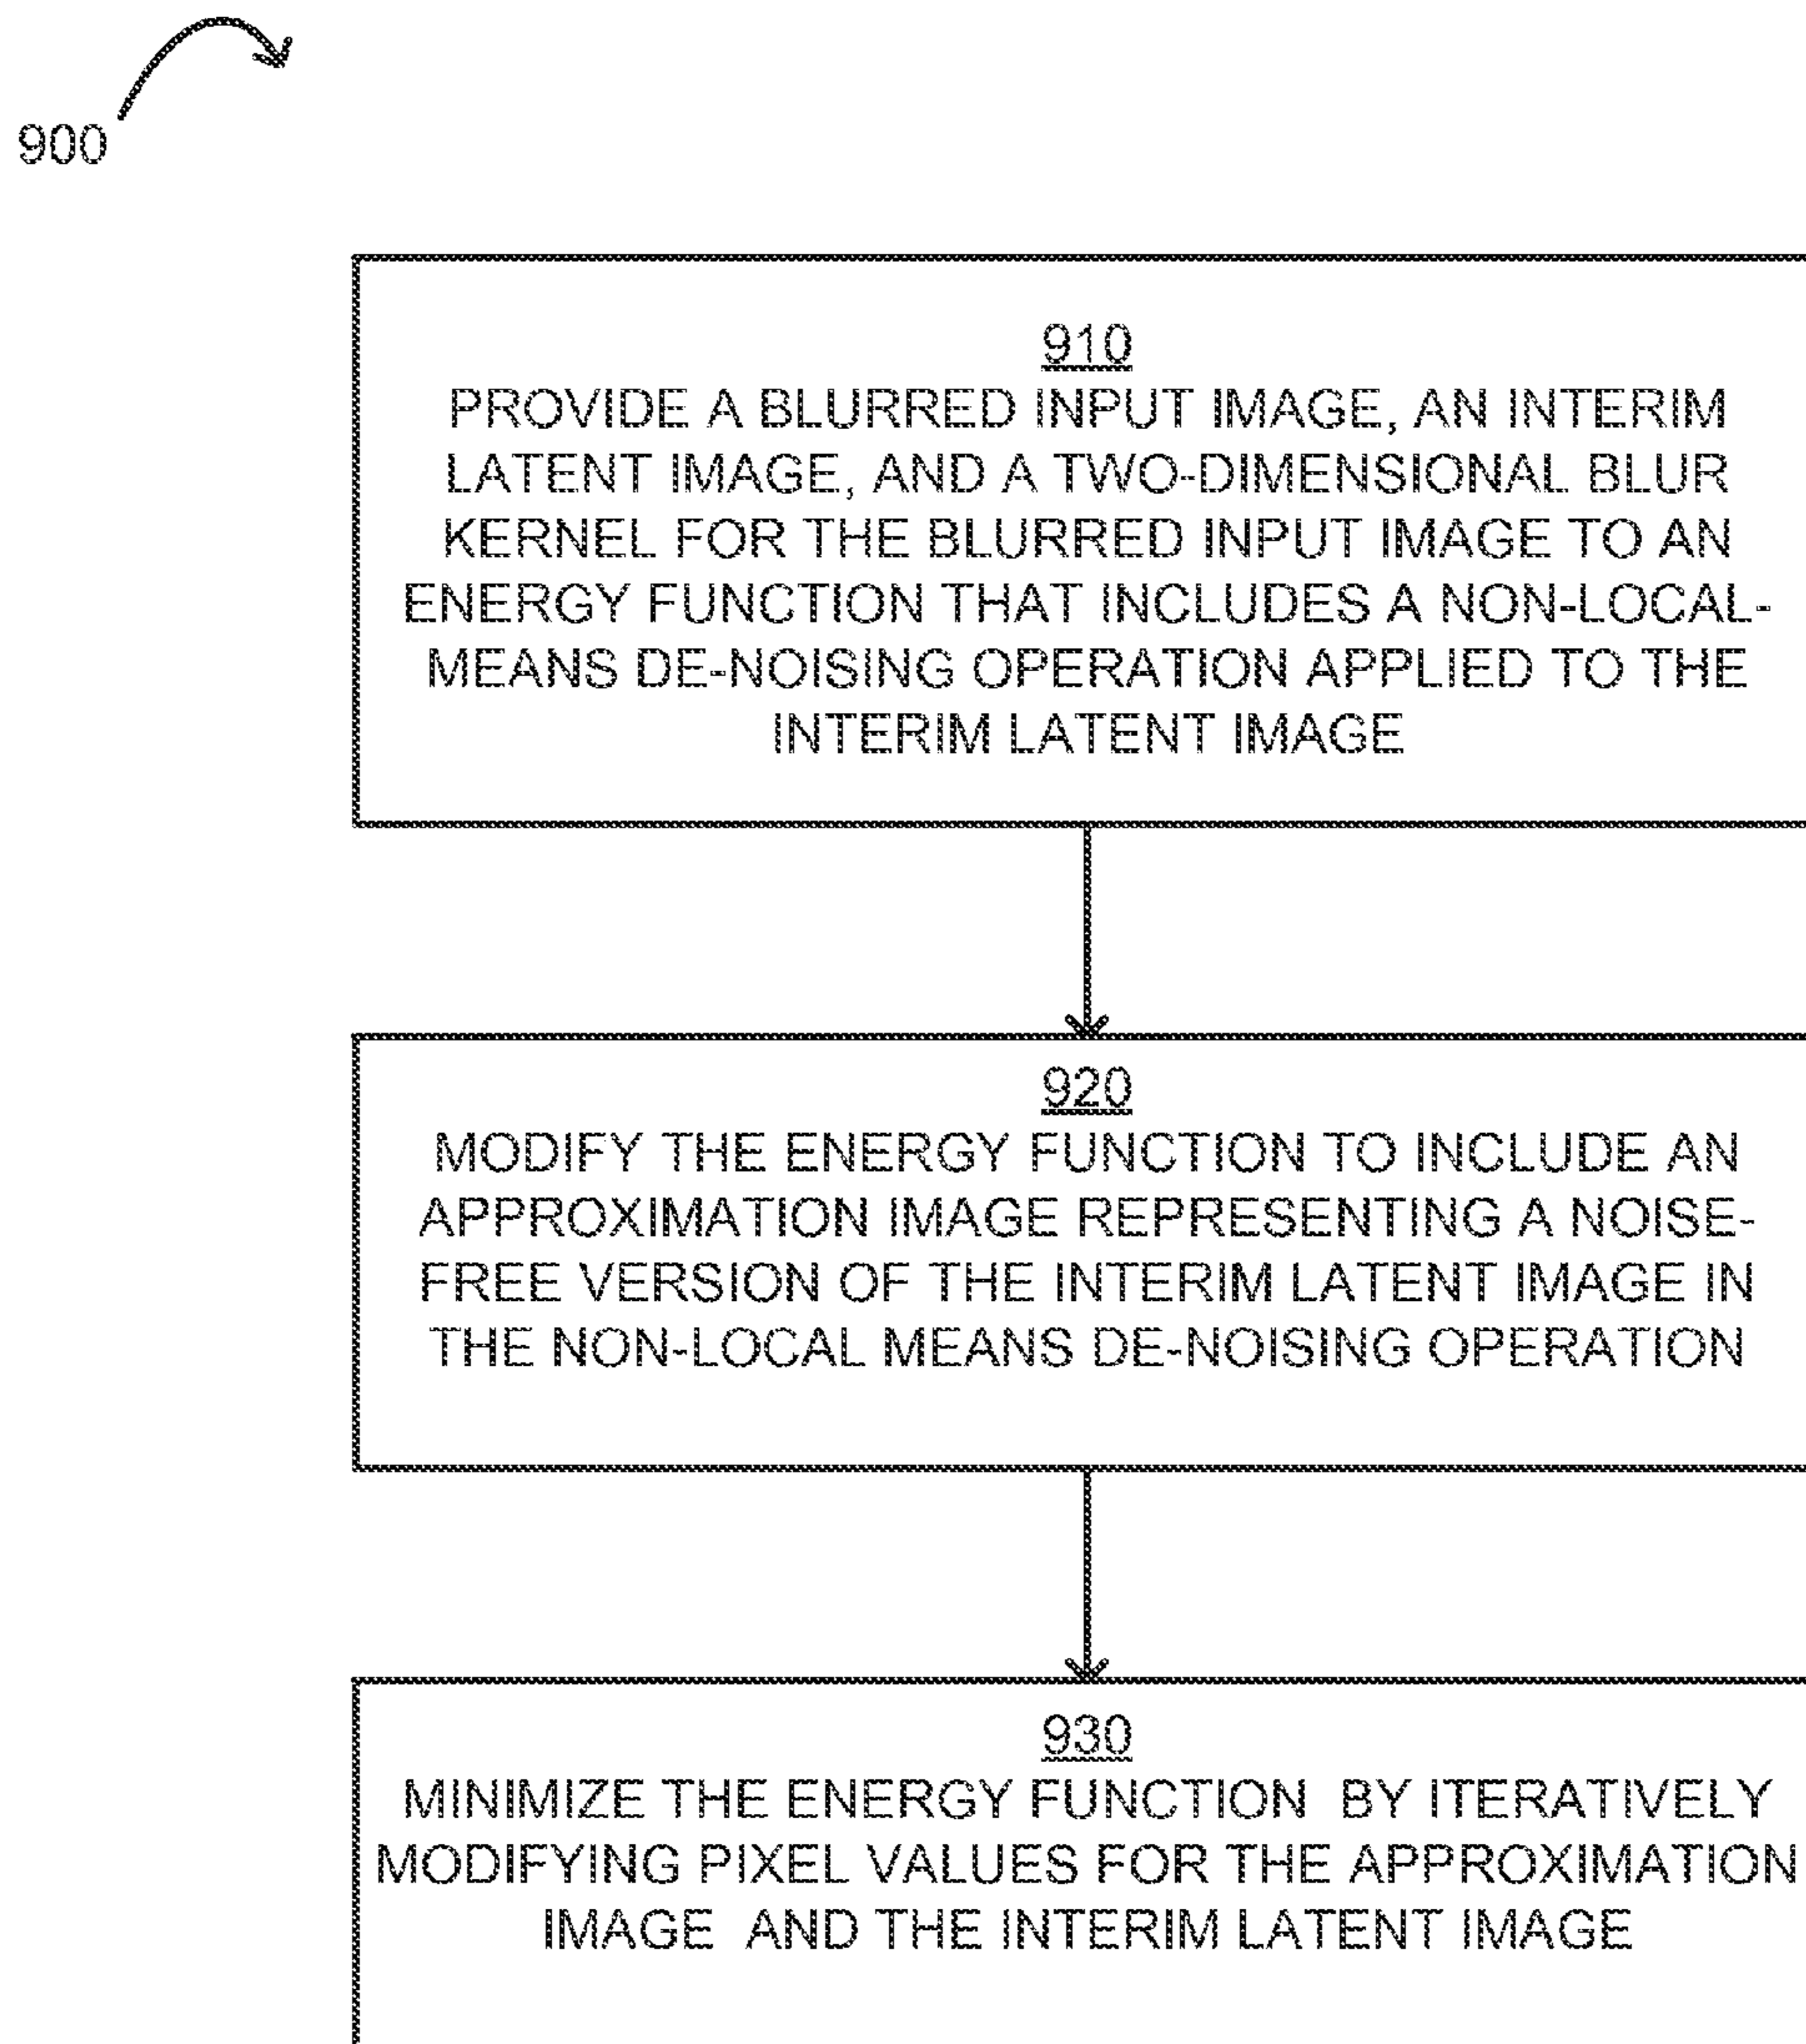 900
910
PROVIDE A BLURRED INPUT IMAGE, AN INTERIM
LATENT IMAGE, AND A TWO-DIMENSIONAL BLUR
KERNEL FOR THE BLURRED INPUT IMAGE TO AN
ENERGY FUNCTION THAT INCLUDES A NON-LOCAL-
MEANS DE-NOISING OPERATION APPLIED TO THE
INTERIM LATENT IMAGE
920
MODIFY THE ENERGY FUNCTION TO INCLUDE AN
APPROXIMATION IMAGE REPRESENTING A NOISE-
FREE VERSION OF THE INTERIM LATENT IMAGE IN
THE NON-LOCAL MEANS DE-NOISING OPERATION
930
MINIMIZE THE ENERGY FUNCTION BY ITERATIVELY
MODIFYING PIXEL VALUES FOR THE APPROXIMATION
IMAGE AND THE INTERIM LATENT IMAGE